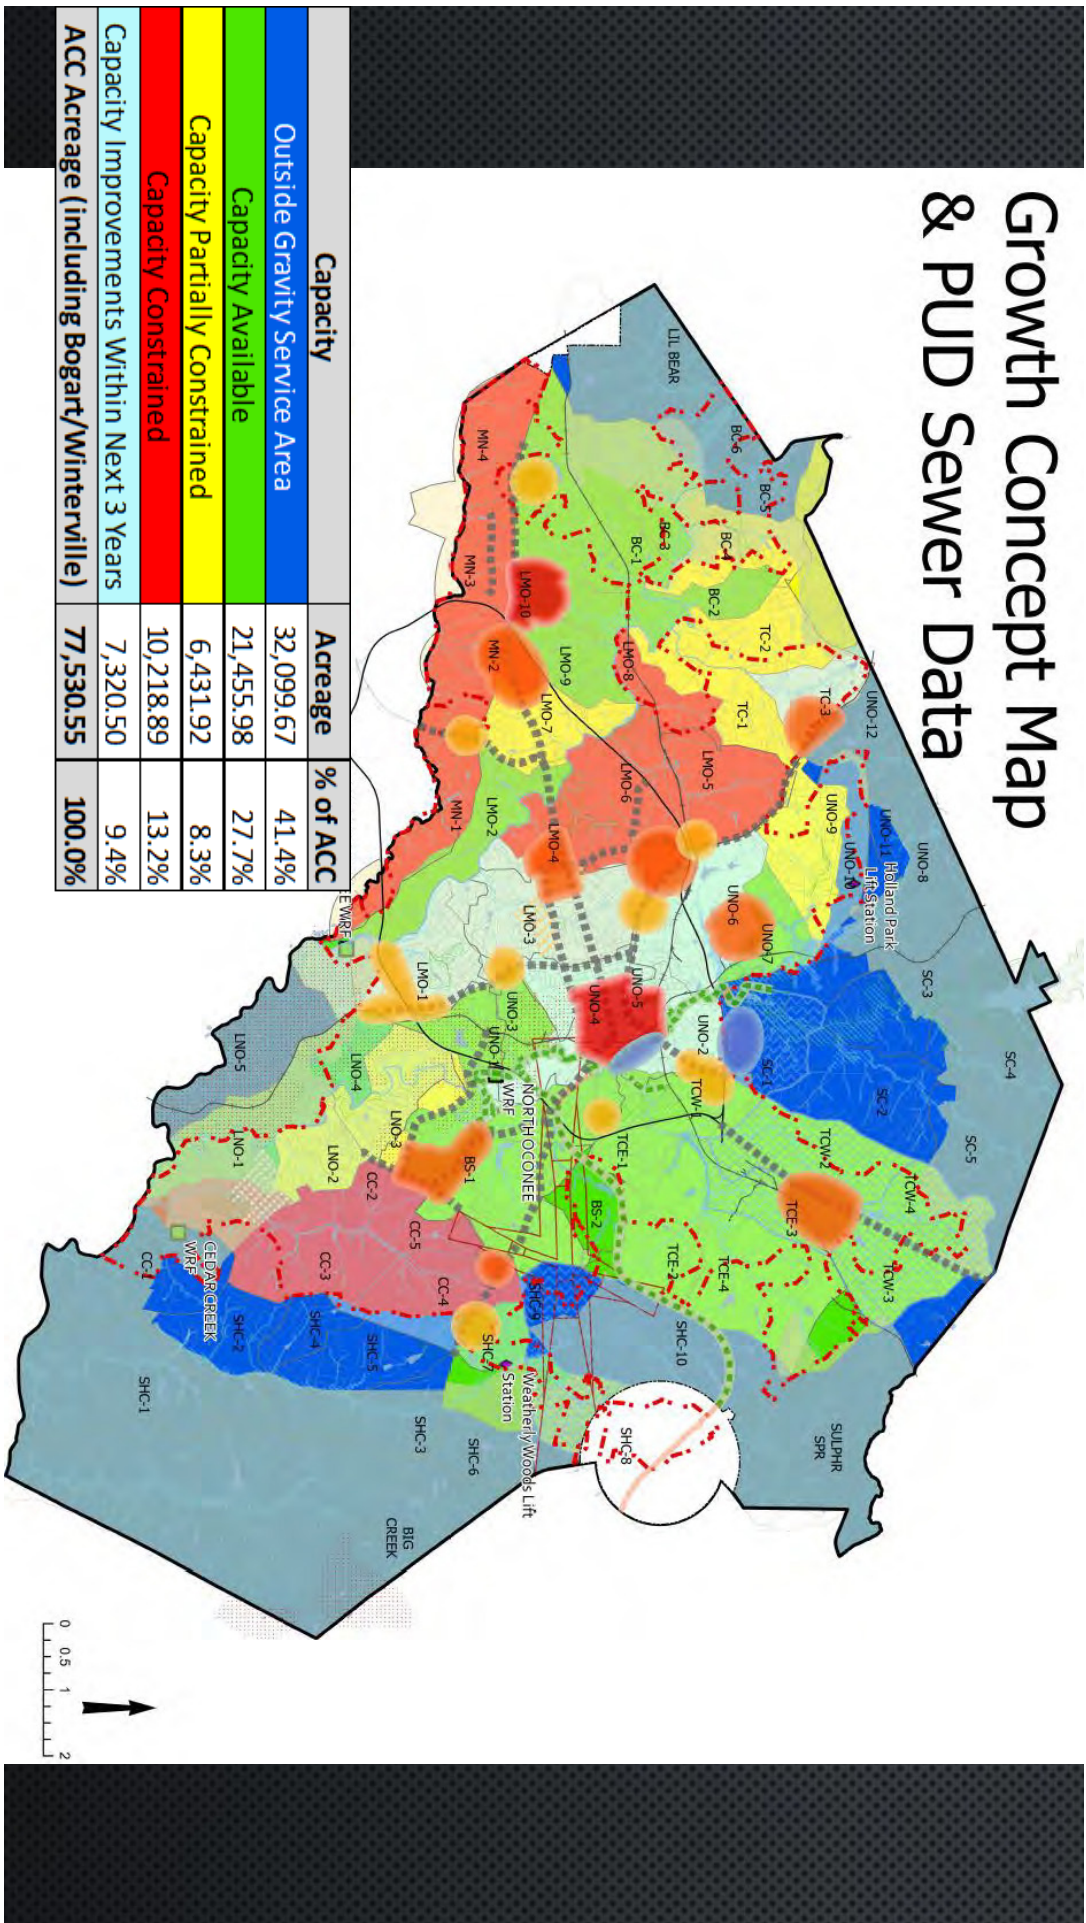 Growth Concept Map
& PUD Sewer Data
Capacity Acreage % of ACC
Outside Gravity Service Area 32,099.67 41.4%
Capacity Available 21,455.98 27.7%
Capacity Partially Constrained 6,431.92 8.3%
Capacity Constrained 10,218.89 13.2%
Capacity Improvements Within Next 3 Years 7,320.50 9.4%
ACC Acreage (including Bogart/Winterville) 77,530.55 100.0%
LIL BEAR
BC-6
BC-5
BC-4
BC-3
BC-1
BC-2
TC-2
TC-3
TC-1
UNO-12
UNO-11
UNO-8
UNO-9
UNO-10
Holland Park
Lift Station
SC-3
SC-4
SC-5
SC-2
SC-1
MN-4
MN-3
MN-2
MN-1
LMO-10
LMO-9
LMO-8
LMO-7
LMO-6
LMO-5
LMO-4
LMO-3
LMO-2
LMO-1
UNO-6
UNO-7
UNO-5
UNO-4
UNO-2
UNO-3
UNO-1
TCW-1
TCW-2
TCW-4
TCW-3
TCE-1
TCE-3
TCE-2
TCE-4
NORTH OCONEE
WRF
E WRF
BS-1
BS-2
LNO-5
LNO-4
LNO-3
LNO-2
LNO-1
CC-2
CC-5
CC-3
CC-4
CC-1
CEDAR CREEK
WRF
SHC-9
SHC-10
SHC-8
SHC-7
Weatherly Woods Lift
Station
SHC-2
SHC-4
SHC-5
SHC-1
SHC-3
SHC-6
SULPHR
SPR
BIG
CREEK
0 0.5 1 2